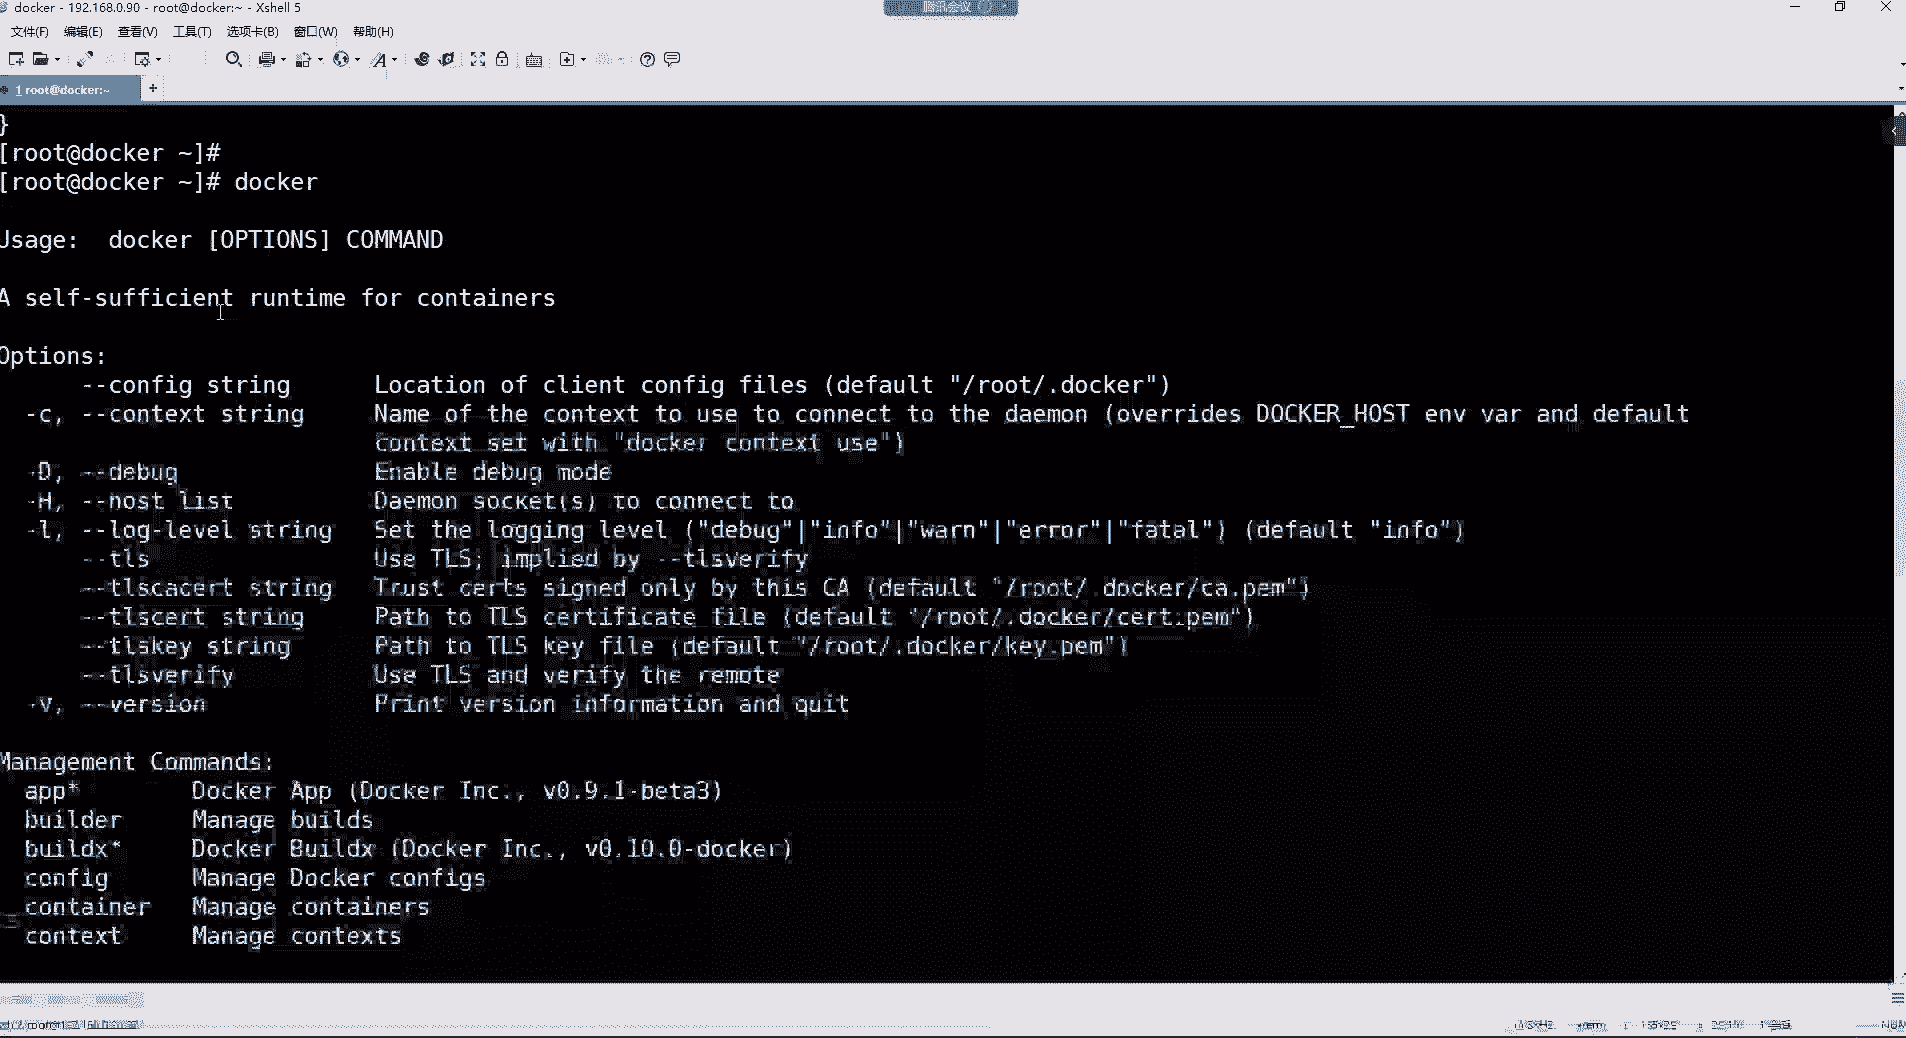 docker - 192.168.0.90 - root@docker:~ - Xshell 5
腾讯会议
文件(F) 编辑(E) 查看(V) 工具(T) 选项卡(B) 窗口(W) 帮助(H)
1 root@docker:~
}
[root@docker ~]#
[root@docker ~]# docker
Usage:  docker [OPTIONS] COMMAND
A self-sufficient runtime for containers
Options:
      --config string      Location of client config files (default "/root/.docker")
  -c, --context string     Name of the context to use to connect to the daemon (overrides DOCKER_HOST env var and default
                           context set with "docker context use")
  -D, --debug              Enable debug mode
  -H, --host list          Daemon socket(s) to connect to
  -l, --log-level string   Set the logging level ("debug"|"info"|"warn"|"error"|"fatal") (default "info")
      --tls                Use TLS; implied by --tlsverify
      --tlscacert string   Trust certs signed only by this CA (default "/root/.docker/ca.pem")
      --tlscert string     Path to TLS certificate file (default "/root/.docker/cert.pem")
      --tlskey string      Path to TLS key file (default "/root/.docker/key.pem")
      --tlsverify          Use TLS and verify the remote
  -v, --version            Print version information and quit
Management Commands:
  app*        Docker App (Docker Inc., v0.9.1-beta3)
  builder     Manage builds
  buildx*     Docker Buildx (Docker Inc., v0.10.0-docker)
  config      Manage Docker configs
  container   Manage containers
  context     Manage contexts